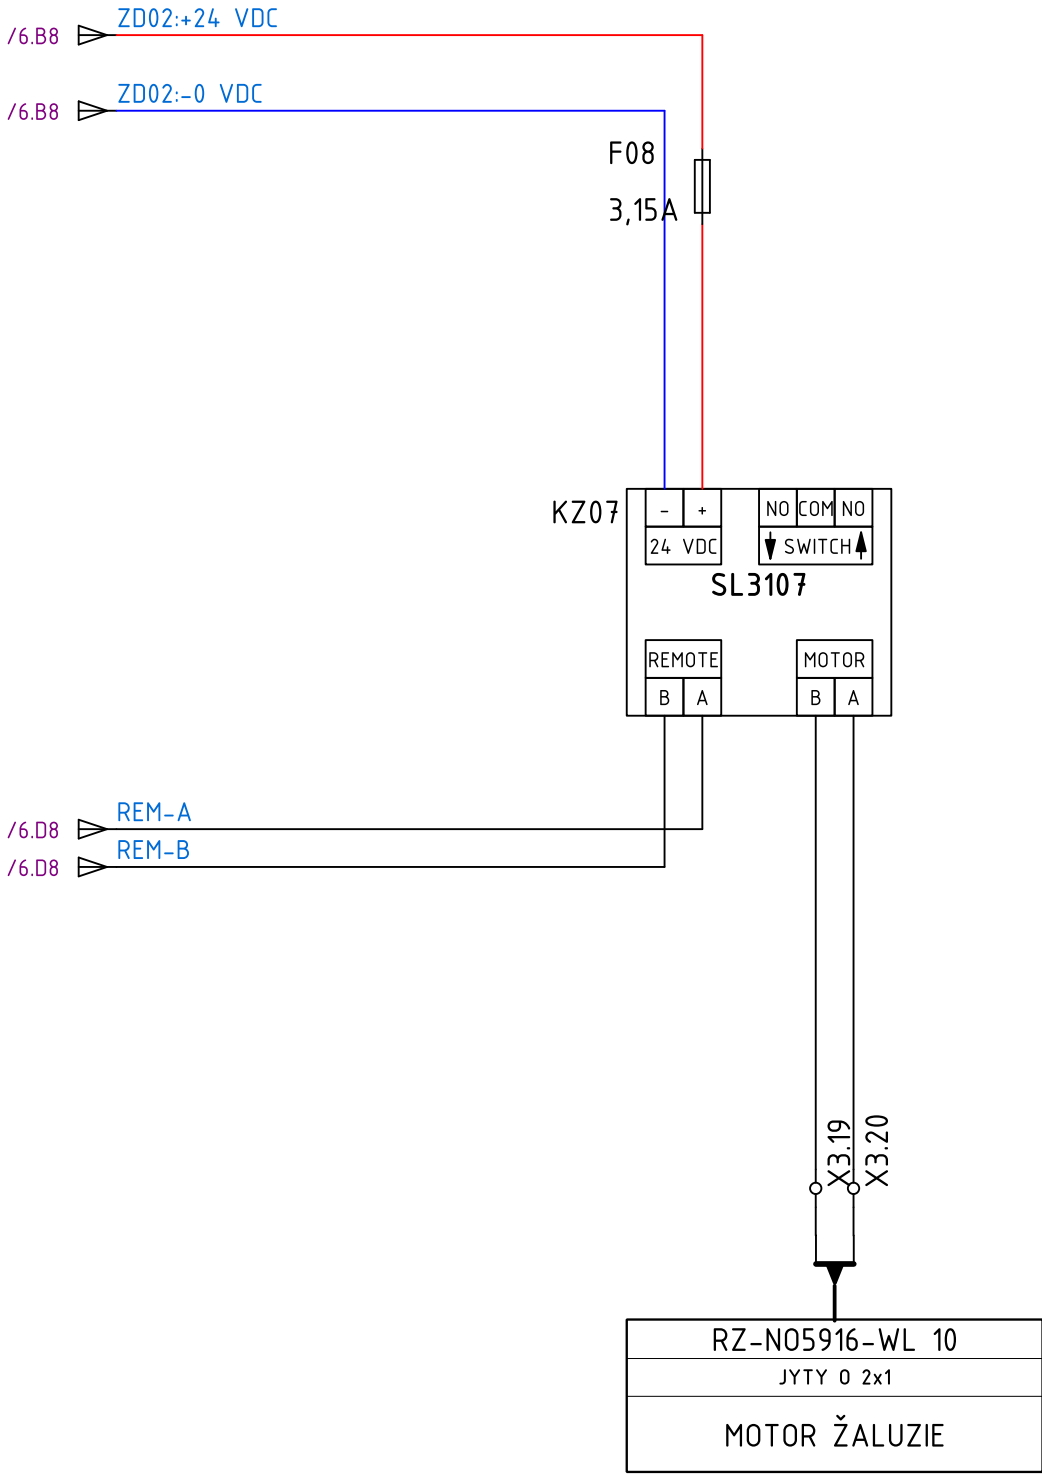 ZD02:+24 VDC
/6.B8
ZD02:-0 VDC
/6.B8
F08
3,15A
KZ07
- + NO COM NO
24 VDC SWITCH
SL3107
REMOTE MOTOR
B A B A
REM-A
/6.D8
REM-B
/6.D8
X3.19
X3.20
RZ-NO5916-WL 10
JYTY O 2x1
MOTOR ŽALUZIE